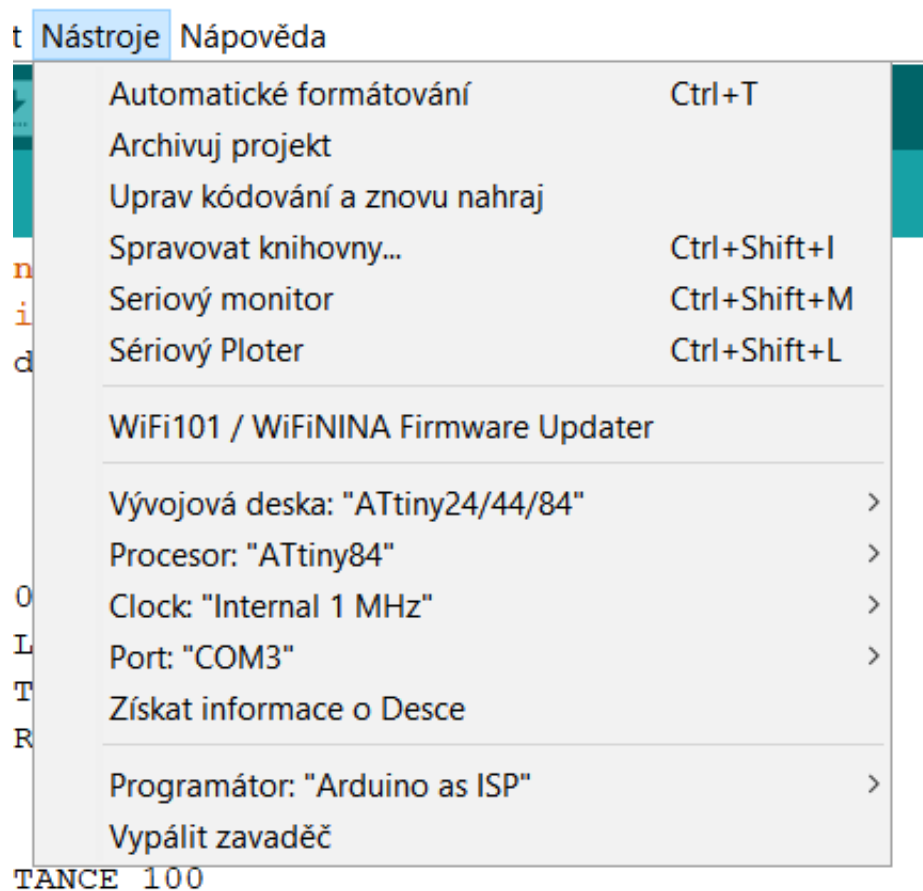 t Nástroje Nápověda
Automatické formátování Ctrl+T
Archivuj projekt
Uprav kódování a znovu nahraj
Spravovat knihovny... Ctrl+Shift+I
n
Seriový monitor Ctrl+Shift+M
i
Sériový Ploter Ctrl+Shift+L
d
WiFi101 / WiFiNINA Firmware Updater
Vývojová deska: "ATtiny24/44/84"
Procesor: "ATtiny84"
0
Clock: "Internal 1 MHz"
L
Port: "COM3"
T
Získat informace o Desce
R
Programátor: "Arduino as ISP"
Vypálit zavaděč
TANCE 100